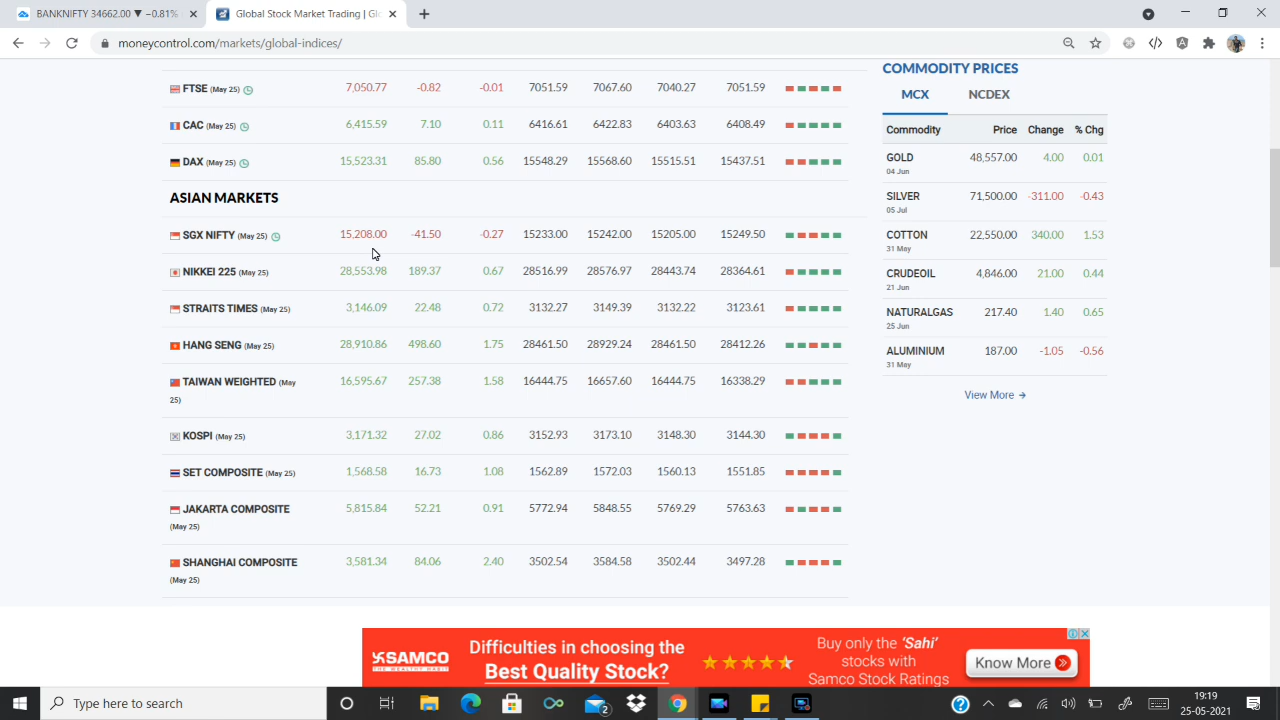 BANKNIFTY 34662.00 ▼ −0.81%
Global Stock Market Trading | Glo
moneycontrol.com/markets/global-indices/
FTSE (May 25) 7,050.77 -0.82 -0.01 7051.59 7067.60 7040.27 7051.59
CAC (May 25) 6,415.59 7.10 0.11 6416.61 6422.83 6403.63 6408.49
DAX (May 25) 15,523.31 85.80 0.56 15548.29 15568.60 15515.51 15437.51
ASIAN MARKETS
SGX NIFTY (May 25) 15,208.00 -41.50 -0.27 15233.00 15242.00 15205.00 15249.50
NIKKEI 225 (May 25) 28,553.98 189.37 0.67 28516.99 28576.97 28443.74 28364.61
STRAITS TIMES (May 25) 3,146.09 22.48 0.72 3132.27 3149.39 3132.22 3123.61
HANG SENG (May 25) 28,910.86 498.60 1.75 28461.50 28929.24 28461.50 28412.26
TAIWAN WEIGHTED (May 16,595.67 257.38 1.58 16444.75 16657.60 16444.75 16338.29
25)
KOSPI (May 25) 3,171.32 27.02 0.86 3152.93 3173.10 3148.30 3144.30
SET COMPOSITE (May 25) 1,568.58 16.73 1.08 1562.89 1572.03 1560.13 1551.85
JAKARTA COMPOSITE 5,815.84 52.21 0.91 5772.94 5848.55 5769.29 5763.63
(May 25)
SHANGHAI COMPOSITE 3,581.34 84.06 2.40 3502.54 3584.58 3502.44 3497.28
(May 25)
COMMODITY PRICES
MCX NCDEX
Commodity Price Change % Chg
GOLD 48,557.00 4.00 0.01
04 Jun
SILVER 71,500.00 -311.00 -0.43
05 Jul
COTTON 22,550.00 340.00 1.53
31 May
CRUDEOIL 4,846.00 21.00 0.44
21 Jun
NATURALGAS 217.40 1.40 0.65
25 Jun
ALUMINIUM 187.00 -1.05 -0.56
31 May
View More →
SAMCO
Difficulties in choosing the
Best Quality Stock?
Buy only the 'Sahi'
stocks with
Samco Stock Ratings
Know More
Type here to search
2
19:19
25-05-2021